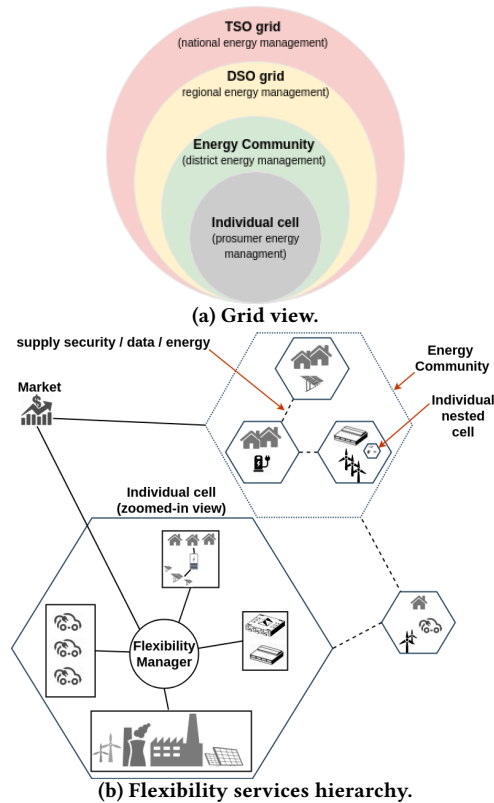 TSO grid
(national energy management)
DSO grid
regional energy management)
Energy Community
(district energy management)
Individual cell
(prosumer energy
managment)
(a) Grid view.
supply security / data / energy
Energy
Community
Market
Individual
nested
cell
Individual cell
(zoomed-in view)
Flexibility
Manager
(b) Flexibility services hierarchy.